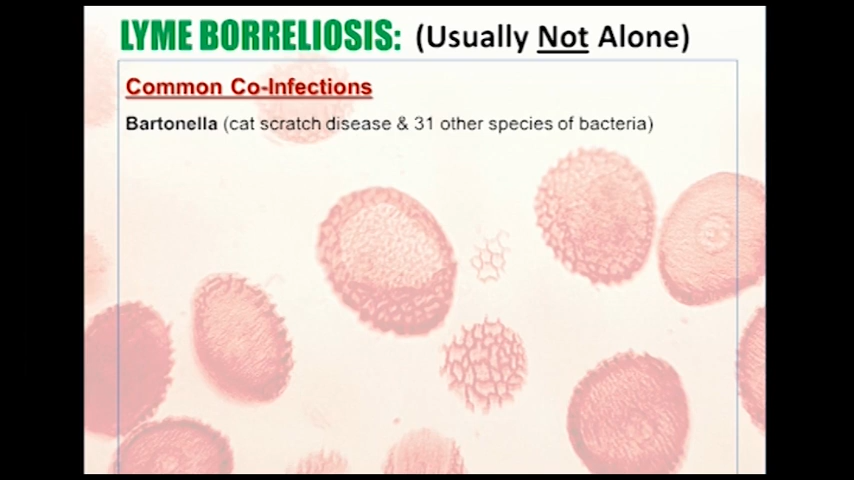 LYME BORRELIOSIS: (Usually Not Alone)
Common Co-Infections
Bartonella (cat scratch disease & 31 other species of bacteria)